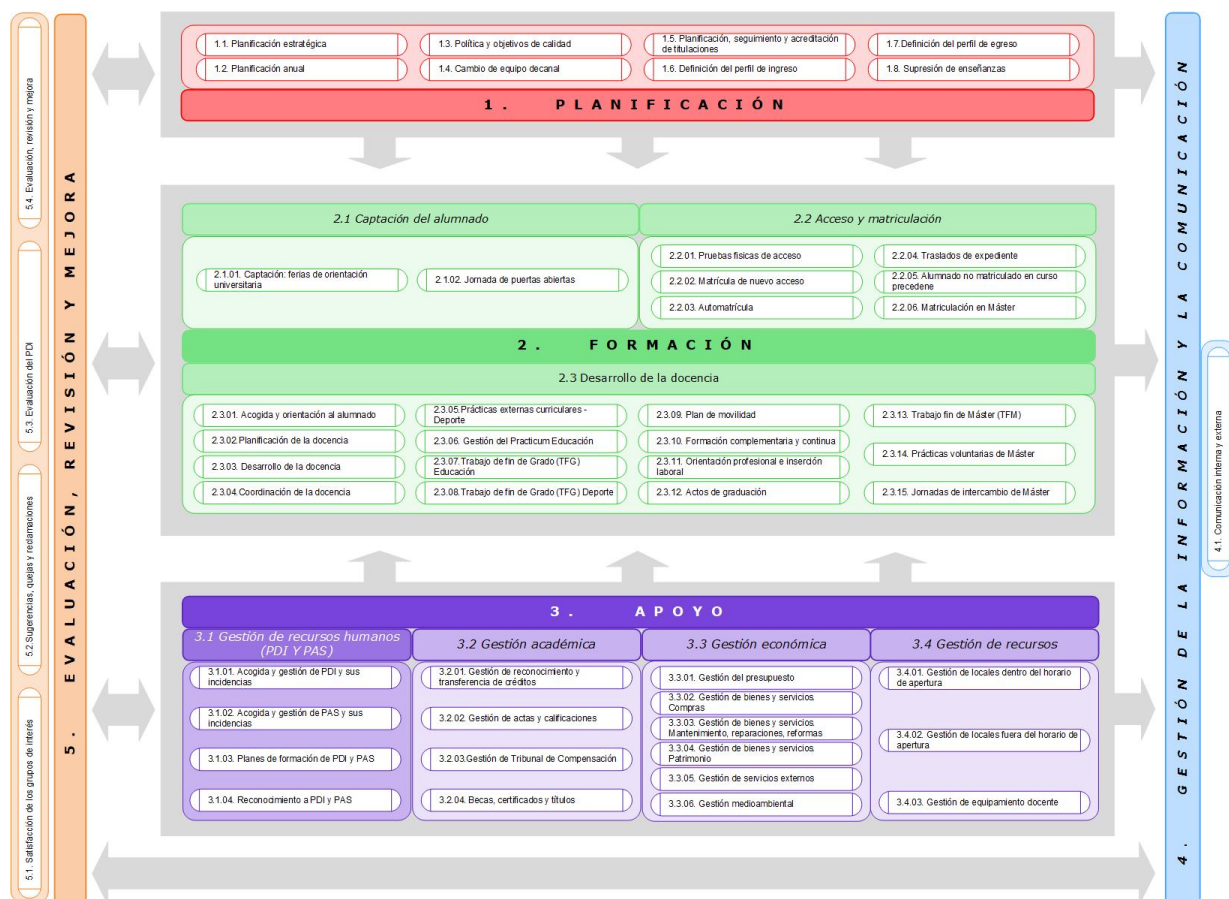 1.1. Planificación estratégica
1.2. Planificación anual
1.3. Política y objetivos de calidad
1.4. Cambio de equipo decanal
1.5. Planificación, seguimiento y acreditación
de titulaciones
1.6. Definición del perfil de ingreso
1.7.Definición del perfil de egreso
1.8. Supresión de enseñanzas
1. PLANIFICACIÓN
2.1 Captación del alumnado
2.1.01. Captación: ferias de orientación
universitaria
2.1.02. Jornada de puertas abiertas
2.2 Acceso y matriculación
2.2.01. Pruebas físicas de acceso
2.2.02. Matrícula de nuevo acceso
2.2.03. Automatrícula
2.2.04. Traslados de expediente
2.2.05. Alumnado no matriculado en curso
precedene
2.2.06. Matriculación en Máster
2. FORMACIÓN
2.3 Desarrollo de la docencia
2.3.01. Acogida y orientación al alumnado
2.3.02.Planificación de la docencia
2.3.03. Desarrollo de la docencia
2.3.04.Coordinación de la docencia
2.3.05.Prácticas externas curriculares -
Deporte
2.3.06. Gestión del Practicum Educación
2.3.07.Trabajo de fin de Grado (TFG)
Educación
2.3.08.Trabajo de fin de Grado (TFG) Deporte
2.3.09. Plan de movilidad
2.3.10. Formación complementaria y continua
2.3.11. Orientación profesional e inserción
laboral
2.3.12. Actos de graduación
2.3.13. Trabajo fin de Máster (TFM)
2.3.14. Prácticas voluntarias de Máster
2.3.15. Jornadas de intercambio de Máster
3. APOYO
3.1 Gestión de recursos humanos
(PDI Y PAS)
3.1.01. Acogida y gestión de PDI y sus
incidencias
3.1.02. Acogida y gestión de PAS y sus
incidencias
3.1.03. Planes de formación de PDI y PAS
3.1.04. Reconocimiento a PDI y PAS
3.2 Gestión académica
3.2.01. Gestión de reconocimiento y
transferencia de créditos
3.2.02. Gestión de actas y calificaciones
3.2.03.Gestión de Tribunal de Compensación
3.2.04. Becas, certificados y títulos
3.3 Gestión económica
3.3.01. Gestión del presupuesto
3.3.02. Gestión de bienes y servicios.
Compras
3.3.03. Gestión de bienes y servicios.
Mantenimiento, reparaciones, reformas
3.3.04. Gestión de bienes y servicios
Patrimonio
3.3.05. Gestión de servicios externos
3.3.06. Gestión medioambiental
3.4 Gestión de recursos
3.4.01. Gestión de locales dentro del horario
de apertura
3.4.02. Gestión de locales fuera del horario de
apertura
3.4.03. Gestión de equipamiento docente
4. GESTIÓN DE LA INFORMACIÓN Y LA COMUNICACIÓN
4.1. Comunicación interna y externa
5. EVALUACIÓN, REVISIÓN Y MEJORA
5.1. Satisfacción de los grupos de interés
5.2.Sugerencias, quejas y reclamaciones
5.3. Evaluación del PDI
5.4. Evaluación, revisión y mejora